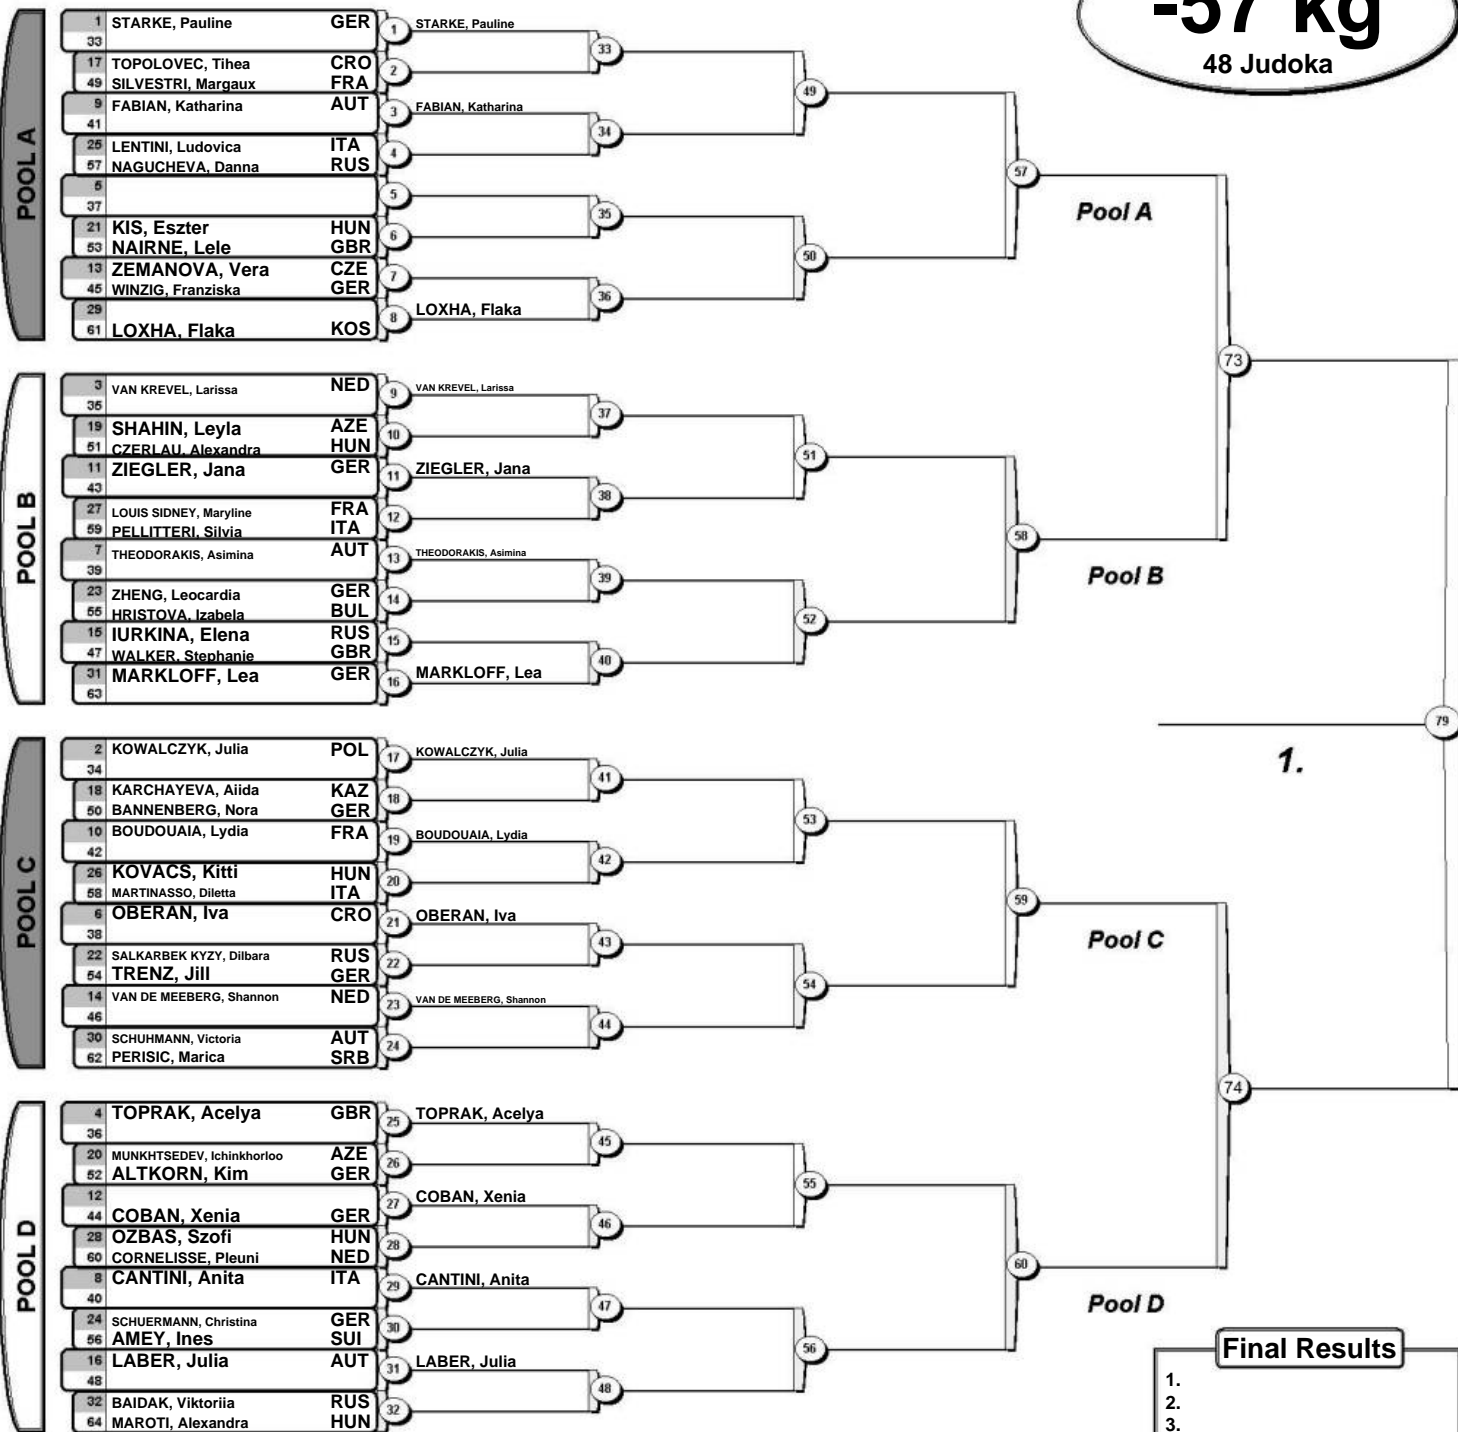 -57 kg
48 Judoka
POOL A
1 STARKE, Pauline GER 1 STARKE, Pauline
33
33
17 TOPOLOVEC, Tihea CRO 2
49 SILVESTRI, Margaux FRA
49
9 FABIAN, Katharina AUT 3 FABIAN, Katharina
41
34
25 LENTINI, Ludovica ITA 4
57 NAGUCHEVA, Danna RUS
57
5 5
37
35
Pool A
21 KIS, Eszter HUN 6
53 NAIRNE, Lele GBR
50
13 ZEMANOVA, Vera CZE 7
45 WINZIG, Franziska GER
36
29 8 LOXHA, Flaka
61 LOXHA, Flaka KOS
73
POOL B
3 VAN KREVEL, Larissa NED 9 VAN KREVEL, Larissa
35
37
19 SHAHIN, Leyla AZE 10
51 CZERLAU, Alexandra HUN
51
11 ZIEGLER, Jana GER 11 ZIEGLER, Jana
43
38
27 LOUIS SIDNEY, Maryline FRA 12
59 PELLITTERI, Silvia ITA
58
7 THEODORAKIS, Asimina AUT 13 THEODORAKIS, Asimina
39
39
Pool B
23 ZHENG, Leocardia GER 14
55 HRISTOVA, Izabela BUL
52
15 IURKINA, Elena RUS 15
47 WALKER, Stephanie GBR
40
31 MARKLOFF, Lea GER 16 MARKLOFF, Lea
63
79
1.
POOL C
2 KOWALCZYK, Julia POL 17 KOWALCZYK, Julia
34
41
18 KARCHAYEVA, Aiida KAZ 18
50 BANNENBERG, Nora GER
53
10 BOUDOUAIA, Lydia FRA 19 BOUDOUAIA, Lydia
42
42
26 KOVACS, Kitti HUN 20
58 MARTINASSO, Diletta ITA
59
6 OBERAN, Iva CRO 21 OBERAN, Iva
38
43
Pool C
22 SALKARBEK KYZY, Dilbara RUS 22
54 TRENZ, Jill GER
54
14 VAN DE MEEBERG, Shannon NED 23 VAN DE MEEBERG, Shannon
46
44
30 SCHUHMANN, Victoria AUT 24
62 PERISIC, Marica SRB
74
POOL D
4 TOPRAK, Acelya GBR 25 TOPRAK, Acelya
36
45
20 MUNKHTSEDEV, Ichinkhorloo AZE 26
52 ALTKORN, Kim GER
55
12 27 COBAN, Xenia
44 COBAN, Xenia GER
46
28 OZBAS, Szofi HUN 28
60 CORNELISSE, Pleuni NED
60
8 CANTINI, Anita ITA 29 CANTINI, Anita
40
47
Pool D
24 SCHUERMANN, Christina GER 30
56 AMEY, Ines SUI
56
16 LABER, Julia AUT 31 LABER, Julia
48
48
32 BAIDAK, Viktoriia RUS 32
64 MAROTI, Alexandra HUN
Final Results
1.
2.
3.